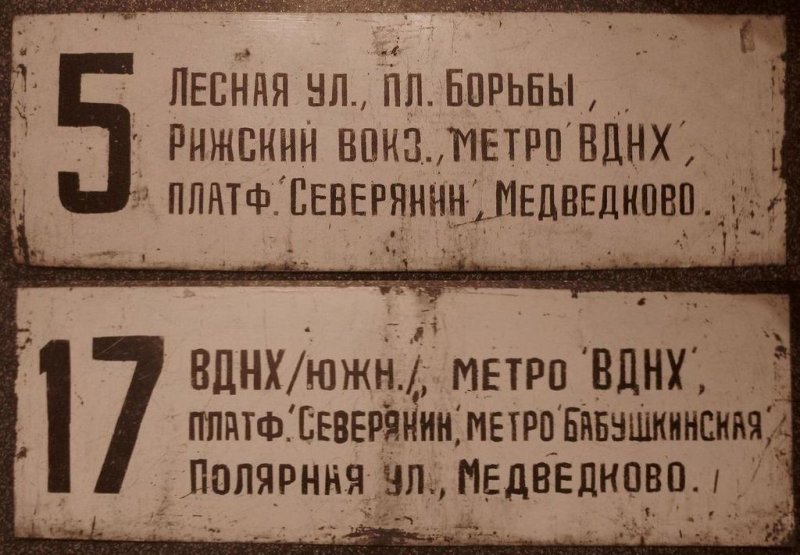 5
Лесная ул., пл. Борьбы,
Рижский вокз., метро "ВДНХ",
платф. "Северянин", Медведково.
17
ВДНХ/южн./, метро "ВДНХ",
платф. "Северянин", метро "Бабушкинская",
Полярная ул., Медведково.